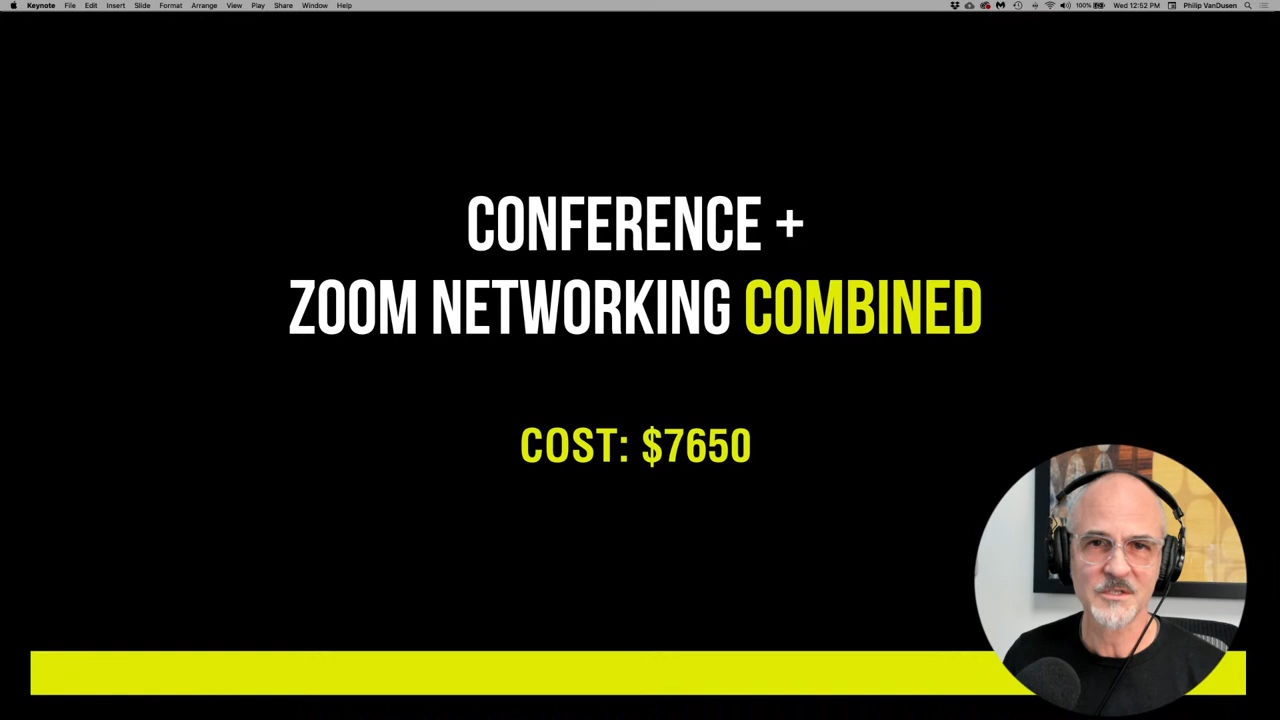 Keynote File Edit Insert Slide Format Arrange View Play Share Window Help 100% Wed 12:52 PM Philip VanDusen
CONFERENCE +
ZOOM NETWORKING COMBINED
COST: $7650